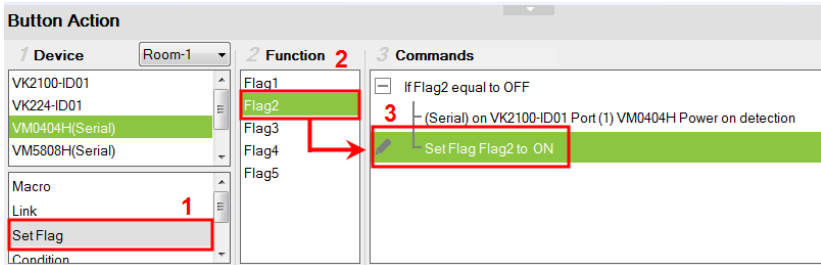 Button Action
1 Device Room-1
VK2100-ID01
VK224-ID01
VM0404H(Serial)
VM5808H(Serial)
Macro
Link
1
Set Flag
Condition
2 Function 2
Flag1
Flag2
Flag3
Flag4
Flag5
3 Commands
If Flag2 equal to OFF
3
(Serial) on VK2100-ID01 Port (1) VM0404H Power on detection
Set Flag Flag2 to ON